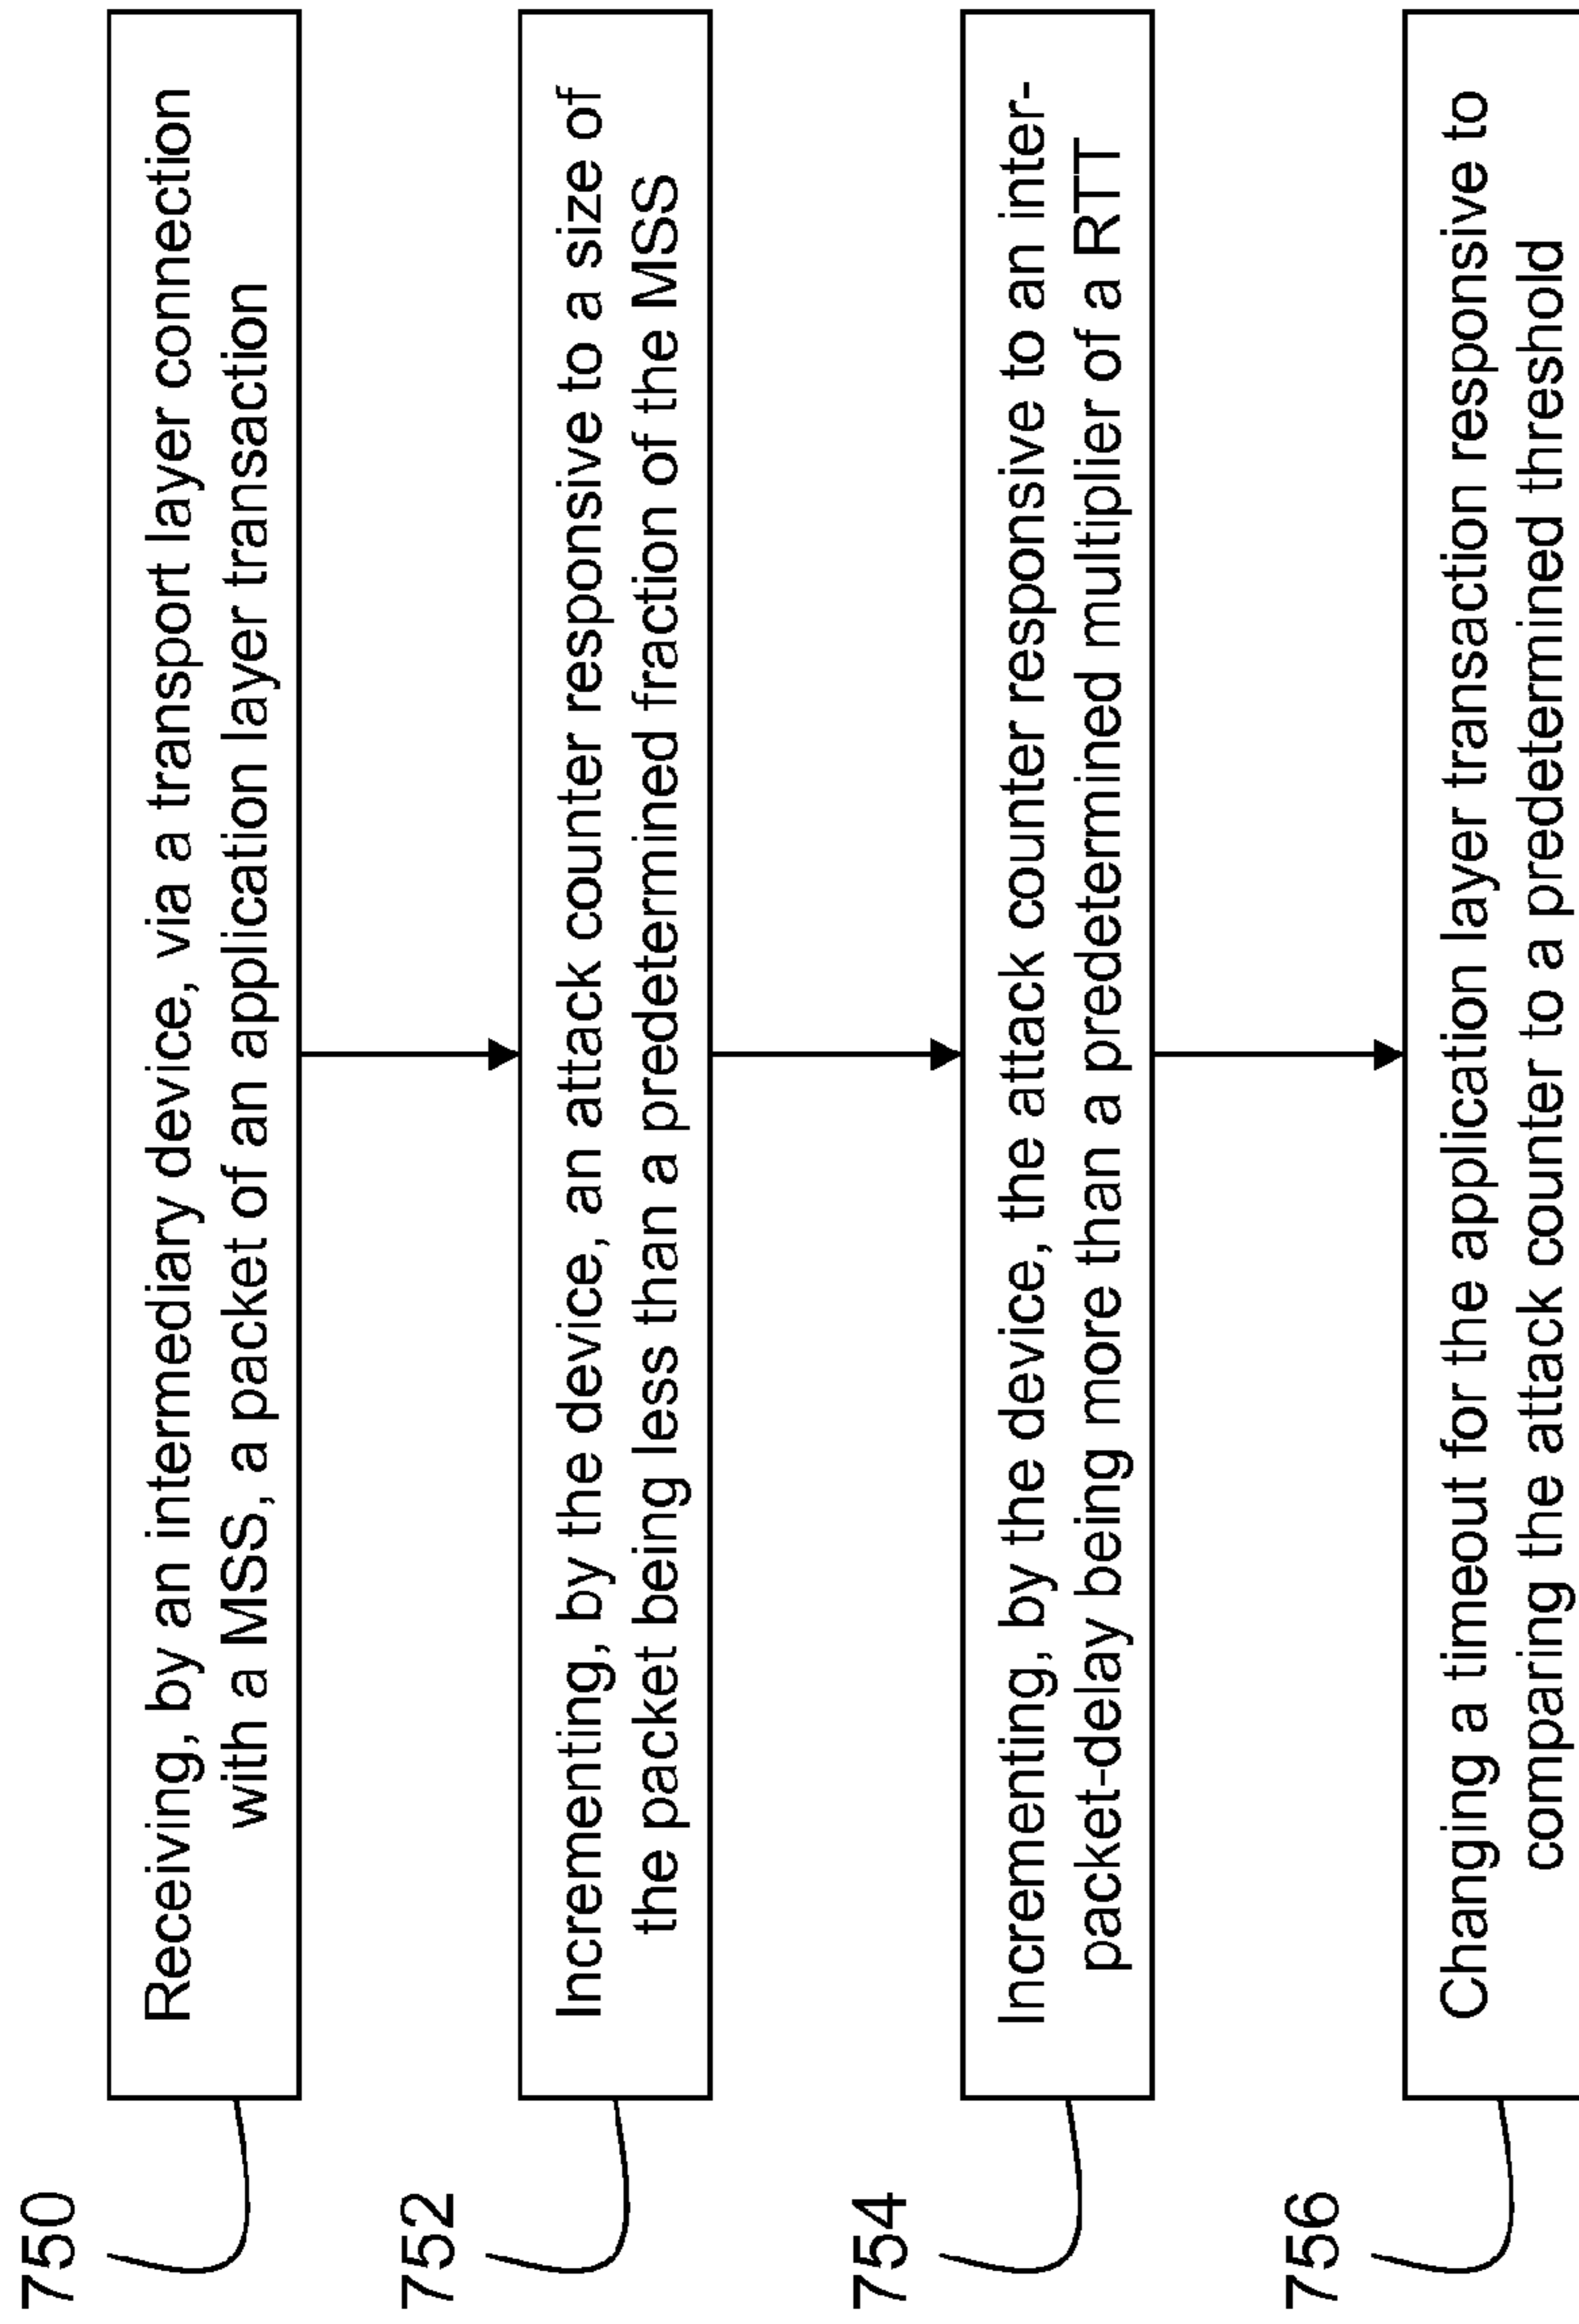 750
Receiving, by an intermediary device, via a transport layer connection
with a MSS, a packet of an application layer transaction
752
Incrementing, by the device, an attack counter responsive to a size of
the packet being less than a predetermined fraction of the MSS
754
Incrementing, by the device, the attack counter responsive to an inter-
packet-delay being more than a predetermined multiplier of a RTT
756
Changing a timeout for the application layer transaction responsive to
comparing the attack counter to a predetermined threshold